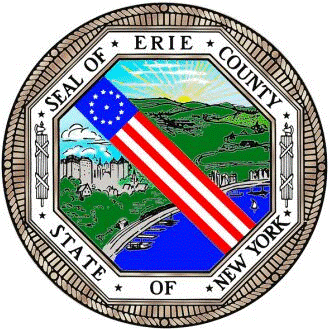 SEAL OF ★ ERIE ★ COUNTY
STATE ★ OF ★ NEW YORK